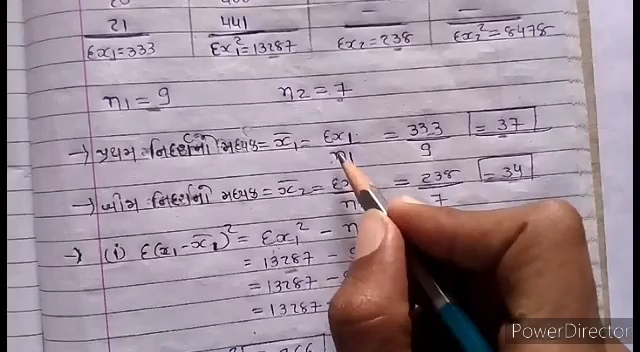 21 441 — —
Σx₁=333 Σx₁²=13287 Σx₂=238 Σx₂²=8478
n₁=9 n₂=7
→ પ્રથમ નિદર્શનો મધ્યક = x̄₁ = Σx₁/n₁ = 333/9 = 37
→ બીજા નિદર્શનો મધ્યક = x̄₂ = = 238/7 = 34
→ (i) Σ(x₁-x̄₁)² = Σx₁² -
= 13287 -
= 13287 -
= 13287
PowerDirector